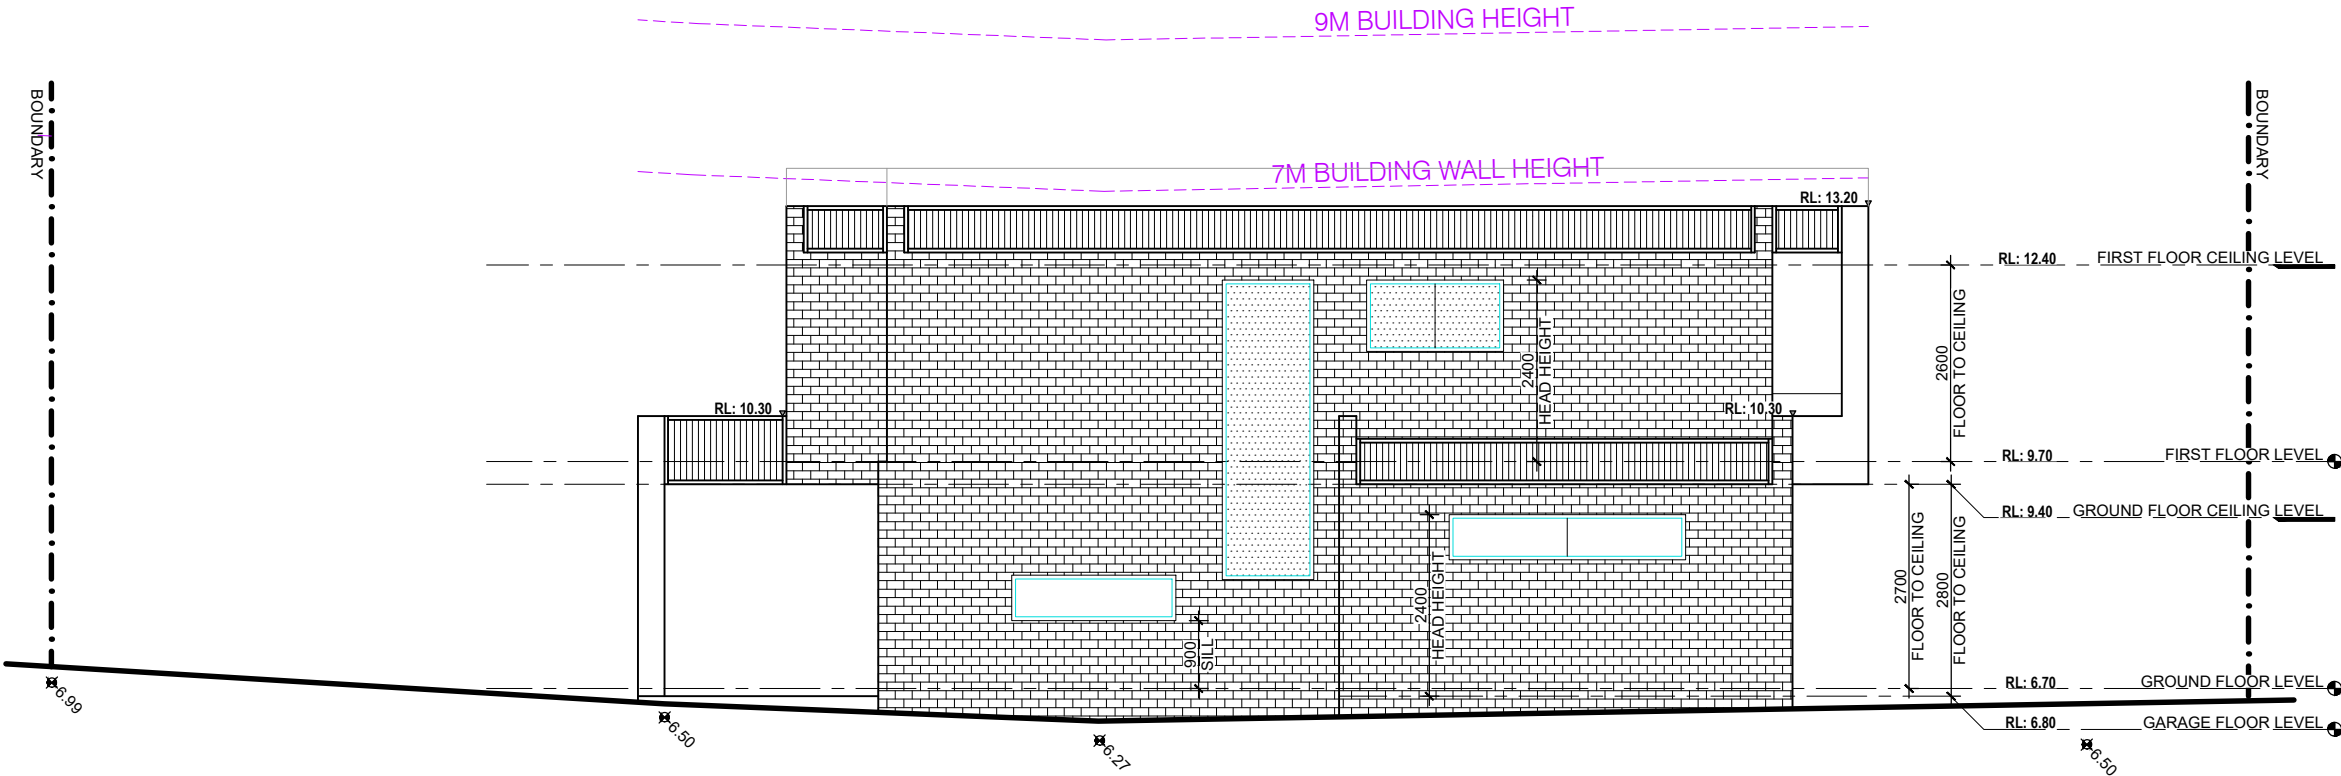 9M BUILDING HEIGHT
BOUNDARY
BOUNDARY
7M BUILDING WALL HEIGHT
RL: 13.20
RL: 12.40 FIRST FLOOR CEILING LEVEL
2600
FLOOR TO CEILING
2400
HEAD HEIGHT
RL: 10.30
RL: 10.30
RL: 9.70 FIRST FLOOR LEVEL
RL: 9.40 GROUND FLOOR CEILING LEVEL
2700
FLOOR TO CEILING
2800
FLOOR TO CEILING
2400
HEAD HEIGHT
900
SILL
RL: 6.70 GROUND FLOOR LEVEL
RL: 6.80 GARAGE FLOOR LEVEL
6.99
6.50
6.27
6.50